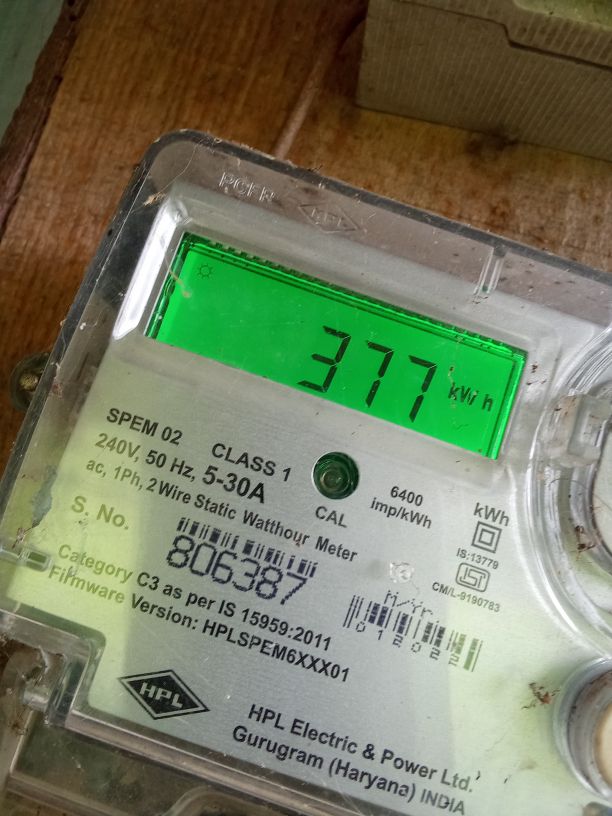 HPL
377 kWh
SPEM 02 CLASS 1
240V, 50 Hz, 5-30A
ac, 1Ph, 2 Wire Static Watthour Meter
CAL
6400
imp/kWh
kWh
IS:13779
CM/L-9190783
S. No.
806387
M/Yr.
Category C3 as per IS 15959:2011
Firmware Version: HPLSPEM6XXX01
HPL
HPL Electric & Power Ltd.
Gurugram (Haryana) INDIA